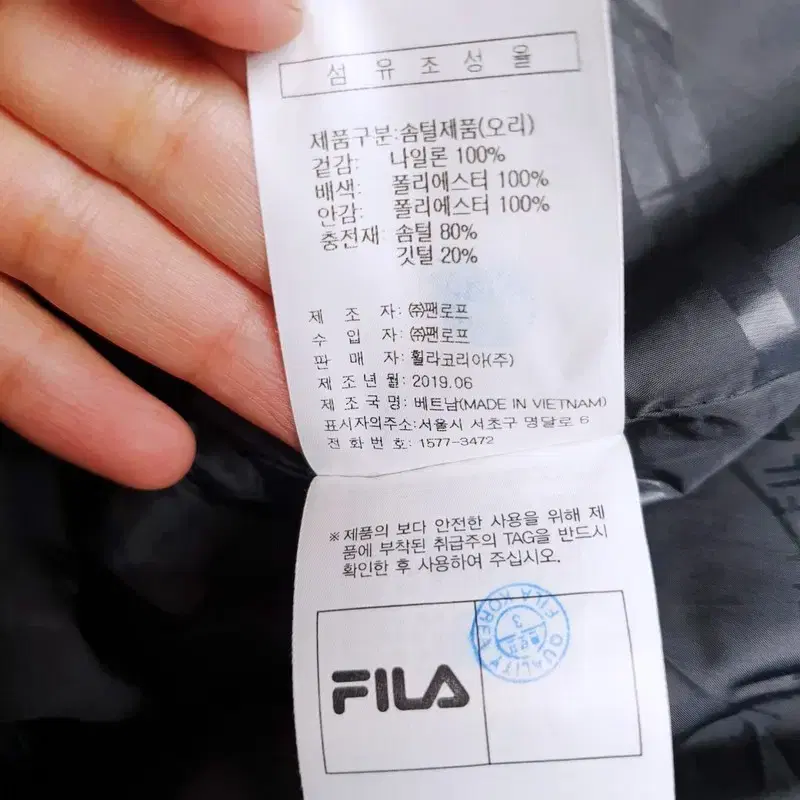 섬 유 조 성 율
제품구분:솜털제품(오리)
겉감: 나일론 100%
배색: 폴리에스터 100%
안감: 폴리에스터 100%
충전재: 솜털 80%
깃털 20%
제 조 자: ㈜팬로프
수 입 자: ㈜팬로프
판 매 자: 휠라코리아(주)
제 조 년 월: 2019.06
제 조 국 명: 베트남(MADE IN VIETNAM)
표시자의주소:서울시 서초구 명달로 6
전 화 번 호: 1577-3472
※제품의 보다 안전한 사용을 위해 제
품에 부착된 취급주의 TAG을 반드시
확인한 후 사용하여 주십시오.
FILA
FILA KOREA
QUALITY
3